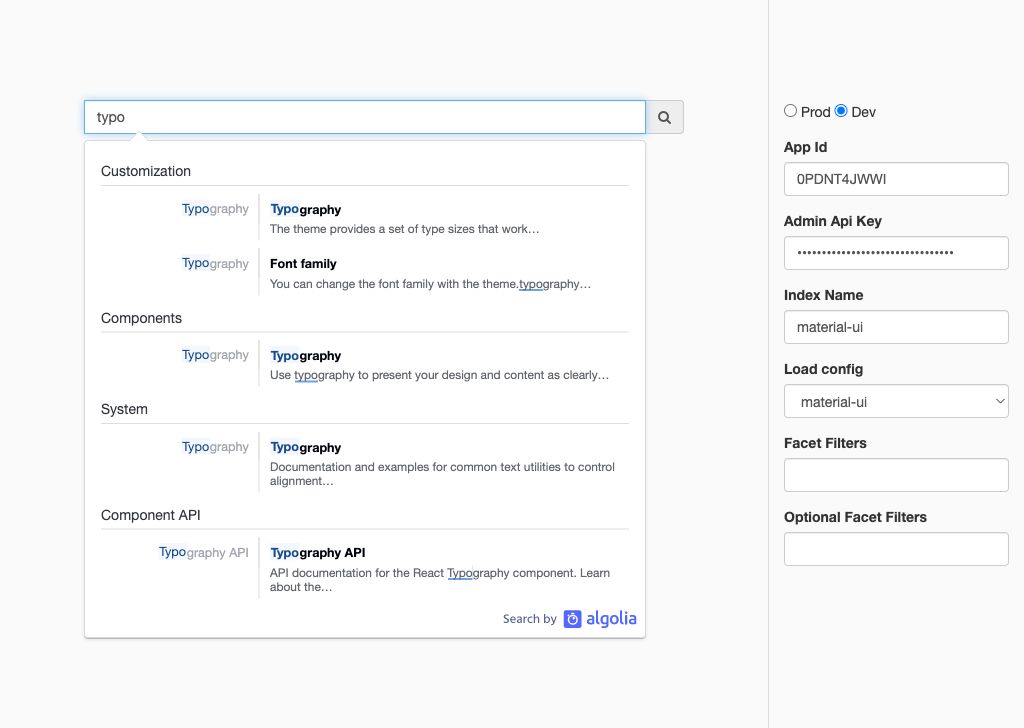 typo
Customization
Typography
Typography
The theme provides a set of type sizes that work…
Typography
Font family
You can change the font family with the theme.typography…
Components
Typography
Typography
Use typography to present your design and content as clearly…
System
Typography
Typography
Documentation and examples for common text utilities to control
alignment…
Component API
Typography API
Typography API
API documentation for the React Typography component. Learn
about the…
Search by algolia
Prod Dev
App Id
0PDNT4JWWI
Admin Api Key
••••••••••••••••••••••••••••••••
Index Name
material-ui
Load config
material-ui
Facet Filters
Optional Facet Filters